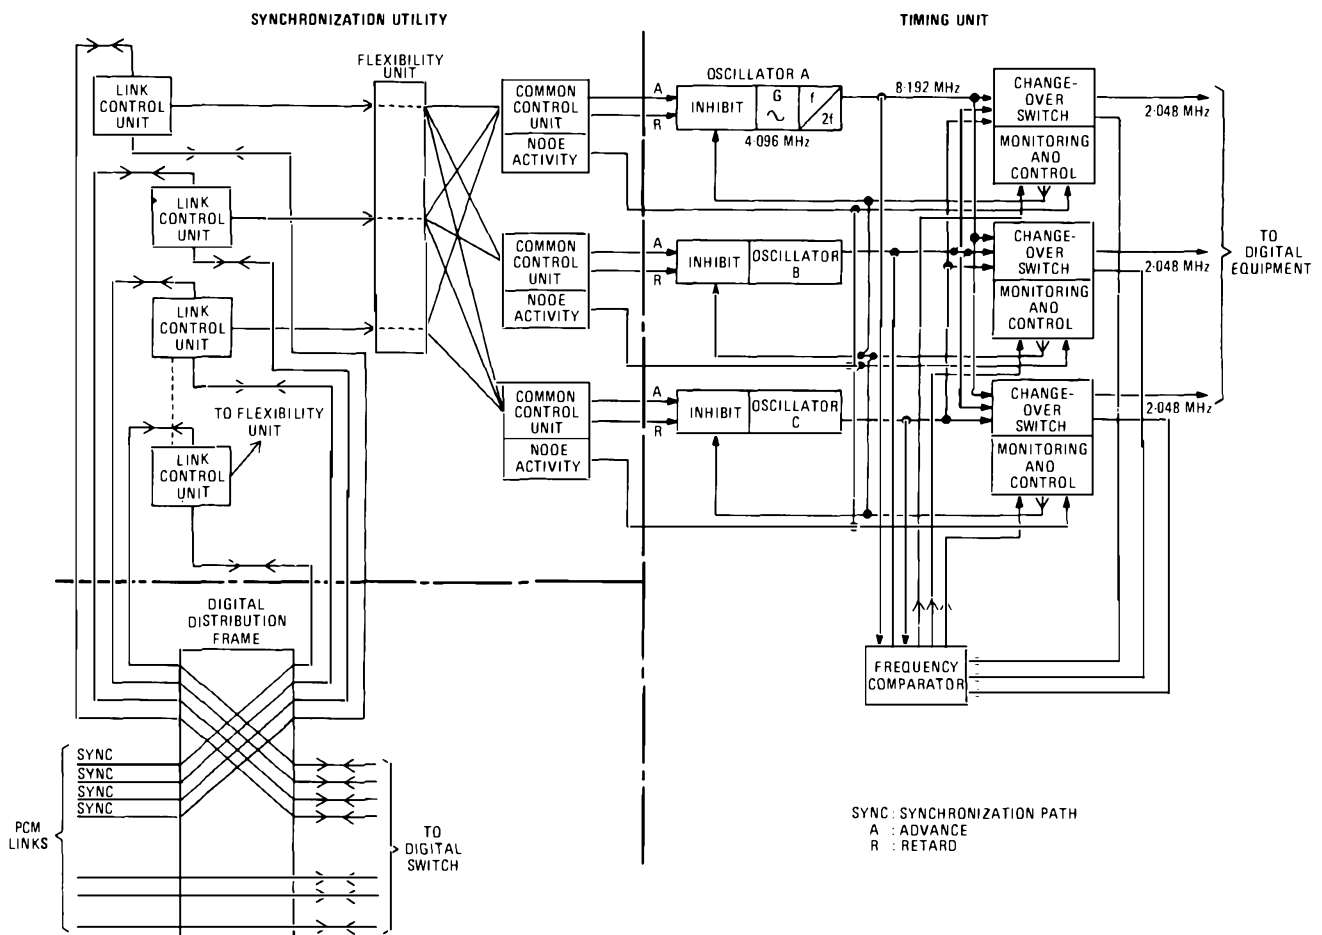 SYNCHRONIZATION UTILITY
TIMING UNIT
LINK
CONTROL
UNIT
LINK
CONTROL
UNIT
LINK
CONTROL
UNIT
LINK
CONTROL
UNIT
TO FLEXIBILITY
UNIT
FLEXIBILITY
UNIT
COMMON
CONTROL
UNIT
NODE
ACTIVITY
COMMON
CONTROL
UNIT
NODE
ACTIVITY
COMMON
CONTROL
UNIT
NODE
ACTIVITY
A
R
OSCILLATOR A
INHIBIT
G
f
2f
4·096 MHz
8·192 MHz
A
R
INHIBIT
OSCILLATOR
B
A
R
INHIBIT
OSCILLATOR
C
CHANGE-
OVER
SWITCH
MONITORING
AND
CONTROL
2·048 MHz
CHANGE-
OVER
SWITCH
MONITORING
AND
CONTROL
2·048 MHz
CHANGE-
OVER
SWITCH
MONITORING
AND
CONTROL
2·048 MHz
TO
DIGITAL
EQUIPMENT
FREQUENCY
COMPARATOR
DIGITAL
DISTRIBUTION
FRAME
SYNC
SYNC
SYNC
SYNC
PCM
LINKS
TO
DIGITAL
SWITCH
SYNC : SYNCHRONIZATION PATH
A : ADVANCE
R : RETARD